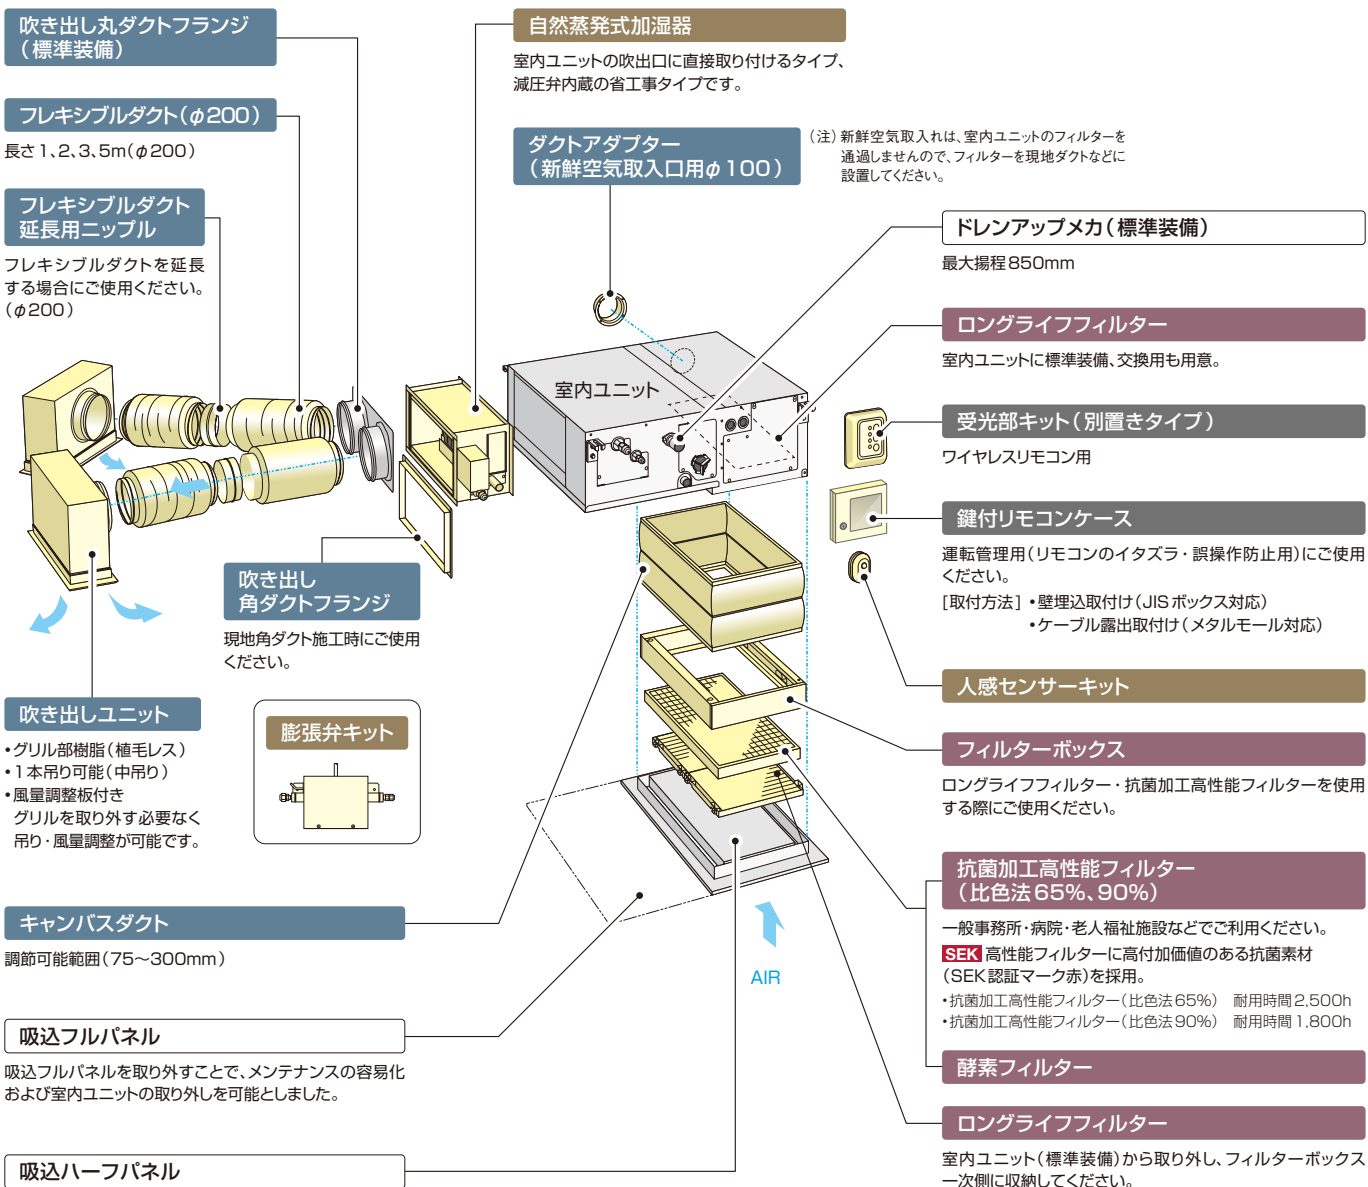 吹き出し丸ダクトフランジ
（標準装備）
フレキシブルダクト（φ200）
長さ1、2、3、5m（φ200）
フレキシブルダクト
延長用ニップル
フレキシブルダクトを延長
する場合にご使用ください。
（φ200）
自然蒸発式加湿器
室内ユニットの吹出口に直接取り付けるタイプ、
減圧弁内蔵の省工事タイプです。
ダクトアダプター
（新鮮空気取入口用φ100）
（注）新鮮空気取入れは、室内ユニットのフィルターを
通過しませんので、フィルターを現地ダクトなどに
設置してください。
室内ユニット
ドレンアップメカ（標準装備）
最大揚程850mm
ロングライフフィルター
室内ユニットに標準装備、交換用も用意。
受光部キット（別置きタイプ）
ワイヤレスリモコン用
鍵付リモコンケース
運転管理用（リモコンのイタズラ・誤操作防止用）にご使用
ください。
［取付方法］•壁埋込取付け（JISボックス対応）
•ケーブル露出取付け（メタルモール対応）
人感センサーキット
フィルターボックス
ロングライフフィルター・抗菌加工高性能フィルターを使用
する際にご使用ください。
抗菌加工高性能フィルター
（比色法65%、90%）
一般事務所・病院・老人福祉施設などでご利用ください。
SEK 高性能フィルターに高付加価値のある抗菌素材
（SEK認証マーク赤）を採用。
•抗菌加工高性能フィルター（比色法65%） 耐用時間2,500h
•抗菌加工高性能フィルター（比色法90%） 耐用時間1,800h
酵素フィルター
ロングライフフィルター
室内ユニット（標準装備）から取り外し、フィルターボックス
一次側に収納してください。
吹き出し
角ダクトフランジ
現地角ダクト施工時にご使用
ください。
吹き出しユニット
•グリル部樹脂（植毛レス）
•1本吊り可能（中吊り）
•風量調整板付き
グリルを取り外す必要なく
吊り・風量調整が可能です。
膨張弁キット
キャンバスダクト
調節可能範囲（75〜300mm）
AIR
吸込フルパネル
吸込フルパネルを取り外すことで、メンテナンスの容易化
および室内ユニットの取り外しを可能としました。
吸込ハーフパネル